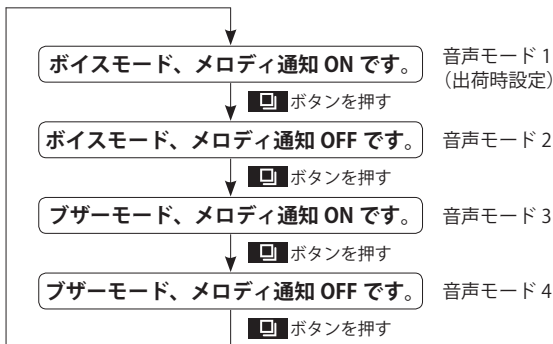 ボイスモード、メロディ通知 ON です。
音声モード 1
（出荷時設定）
ボタンを押す
ボイスモード、メロディ通知 OFF です。
音声モード 2
ボタンを押す
ブザーモード、メロディ通知 ON です。
音声モード 3
ボタンを押す
ブザーモード、メロディ通知 OFF です。
音声モード 4
ボタンを押す